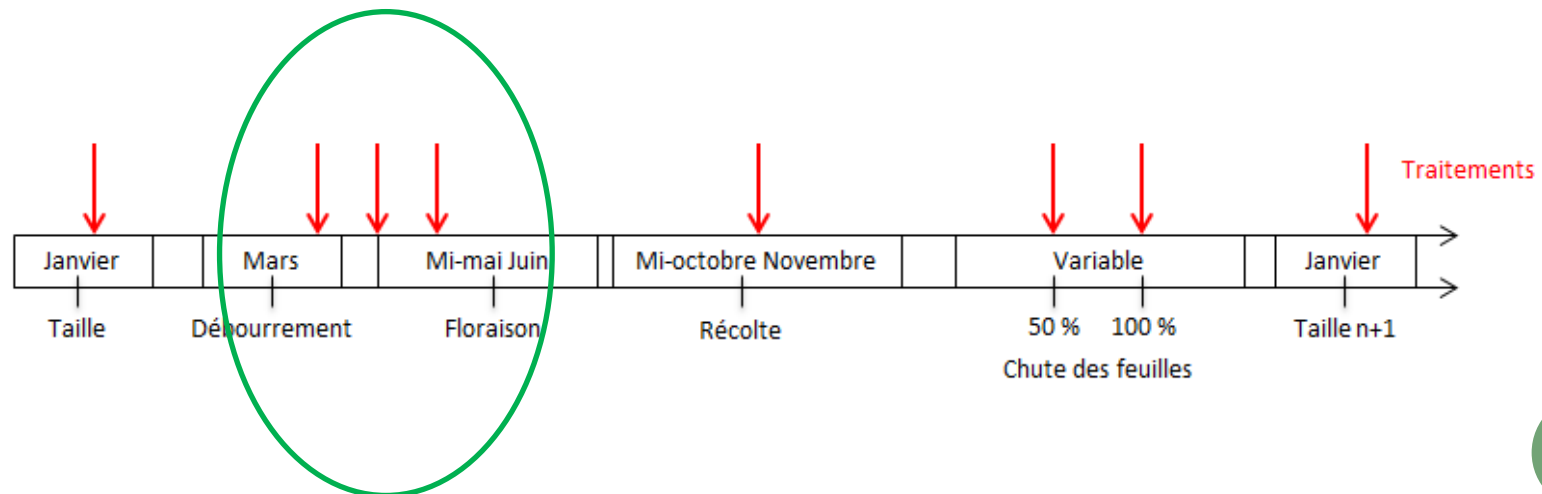 Traitements
Janvier Mars Mi-mai Juin Mi-octobre Novembre Variable Janvier
Taille Débourrement Floraison Récolte 50 % 100 % Taille n+1
Chute des feuilles